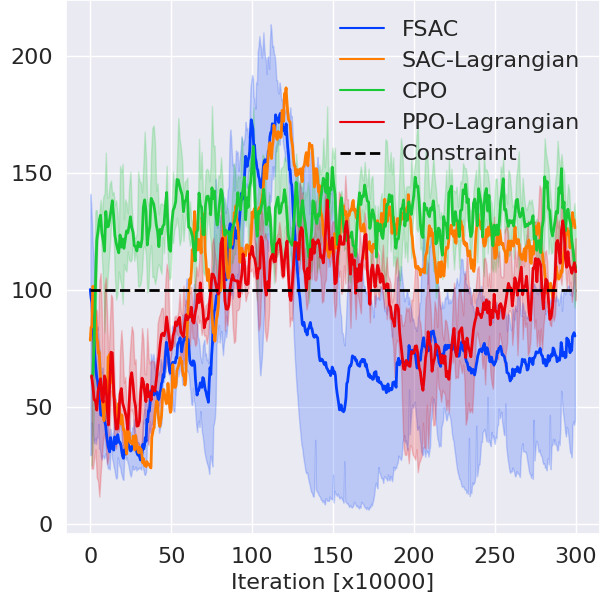 FSAC
SAC-Lagrangian
CPO
PPO-Lagrangian
Constraint
200
150
100
50
0
0 50 100 150 200 250 300
Iteration [x10000]